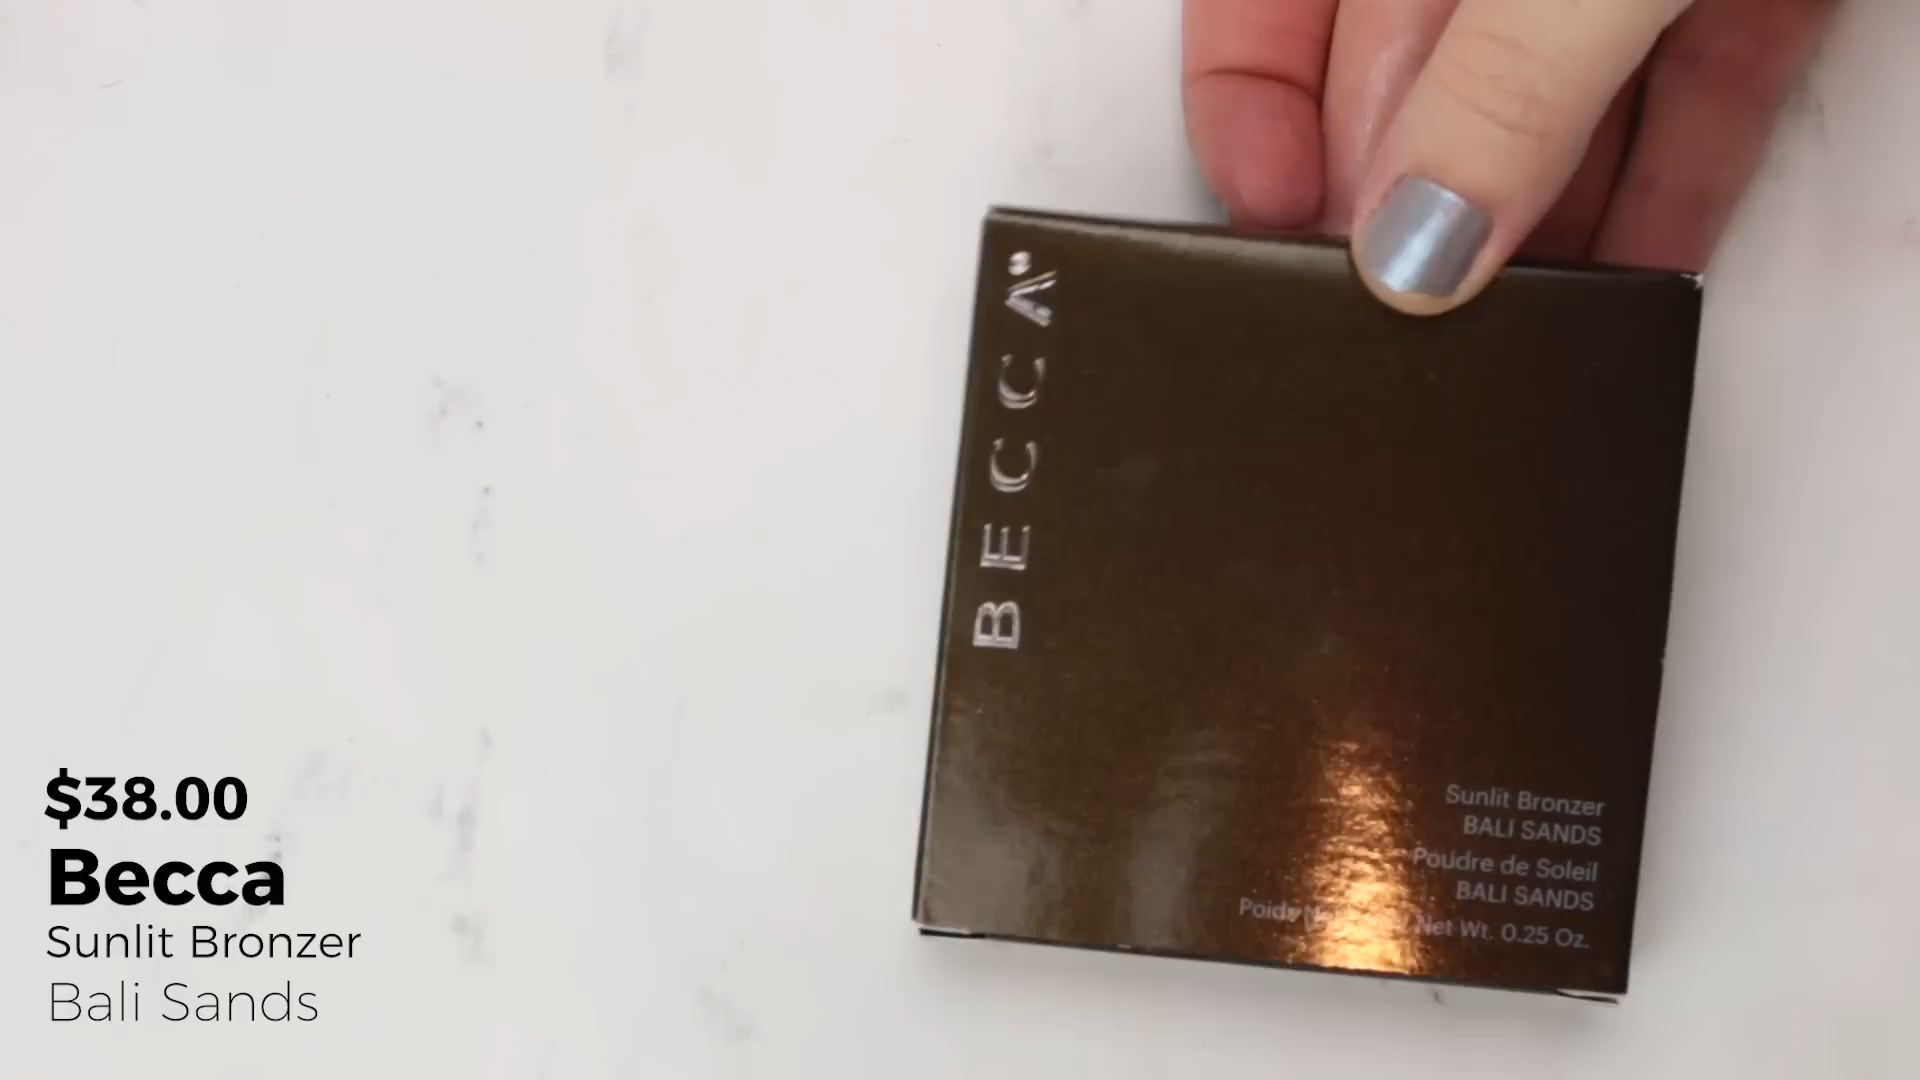 BECCA
Sunlit Bronzer
BALI SANDS
Poudre de Soleil
BALI SANDS
Poids Net Wt. 0.25 Oz.
$38.00
Becca
Sunlit Bronzer
Bali Sands